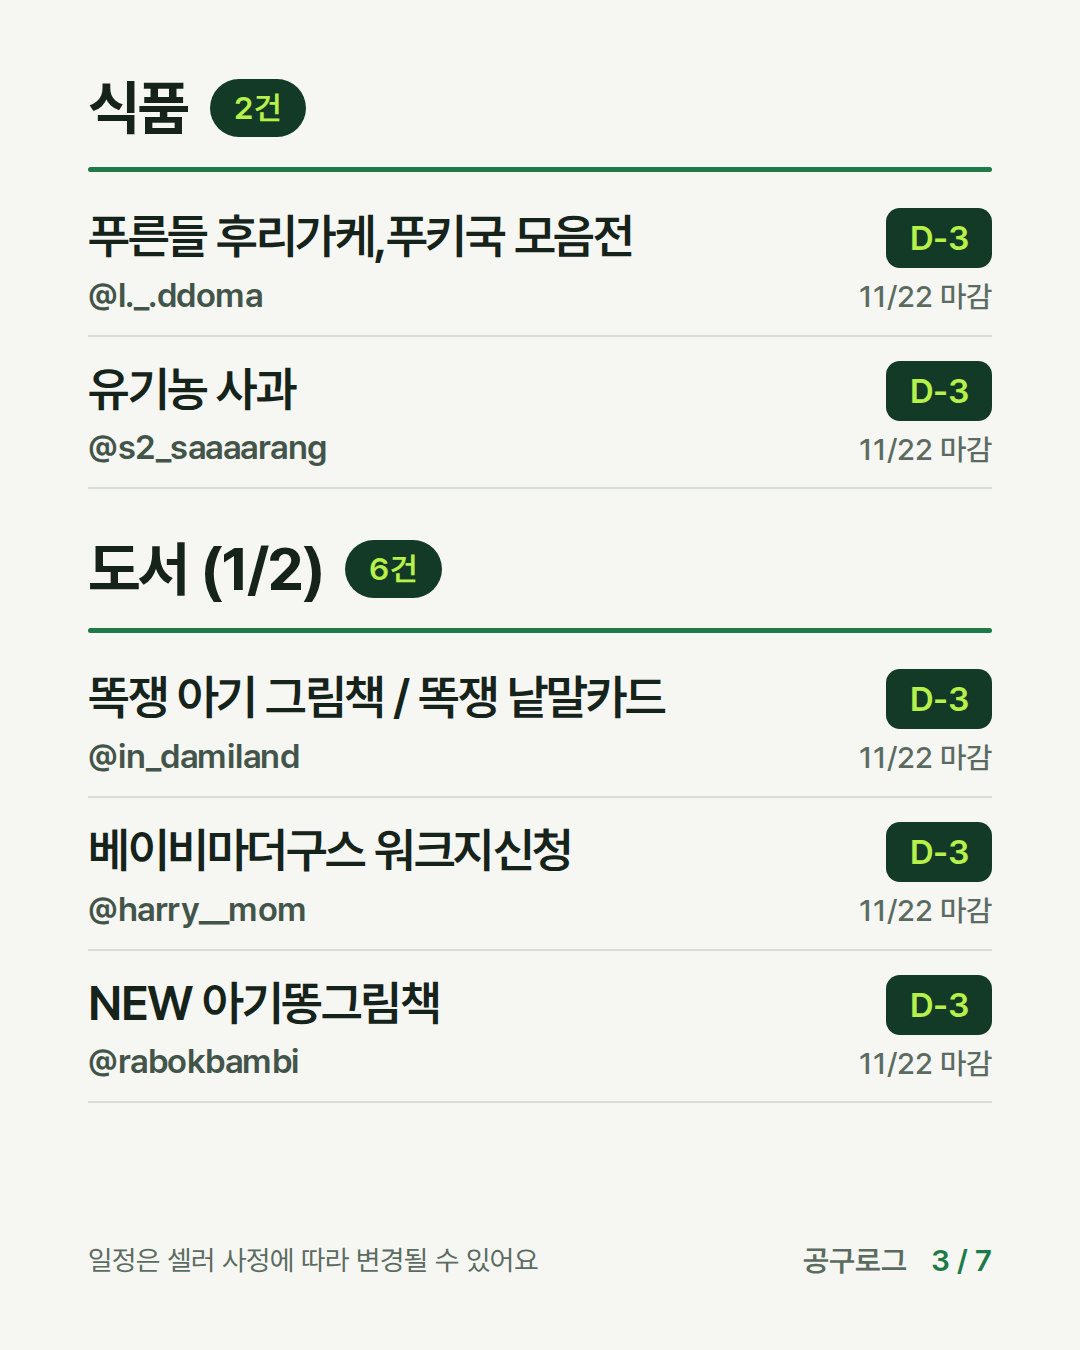 식품 2건
푸른들 후리가케,푸키국 모음전 D-3
@l._.ddoma 11/22 마감
유기농 사과 D-3
@s2_saaaarang 11/22 마감
도서 (1/2) 6건
똑쟁 아기 그림책 / 똑쟁 낱말카드 D-3
@in_damiland 11/22 마감
베이비마더구스 워크지신청 D-3
@harry__mom 11/22 마감
NEW 아기똥그림책 D-3
@rabokbambi 11/22 마감
일정은 셀러 사정에 따라 변경될 수 있어요 공구로그 3 / 7